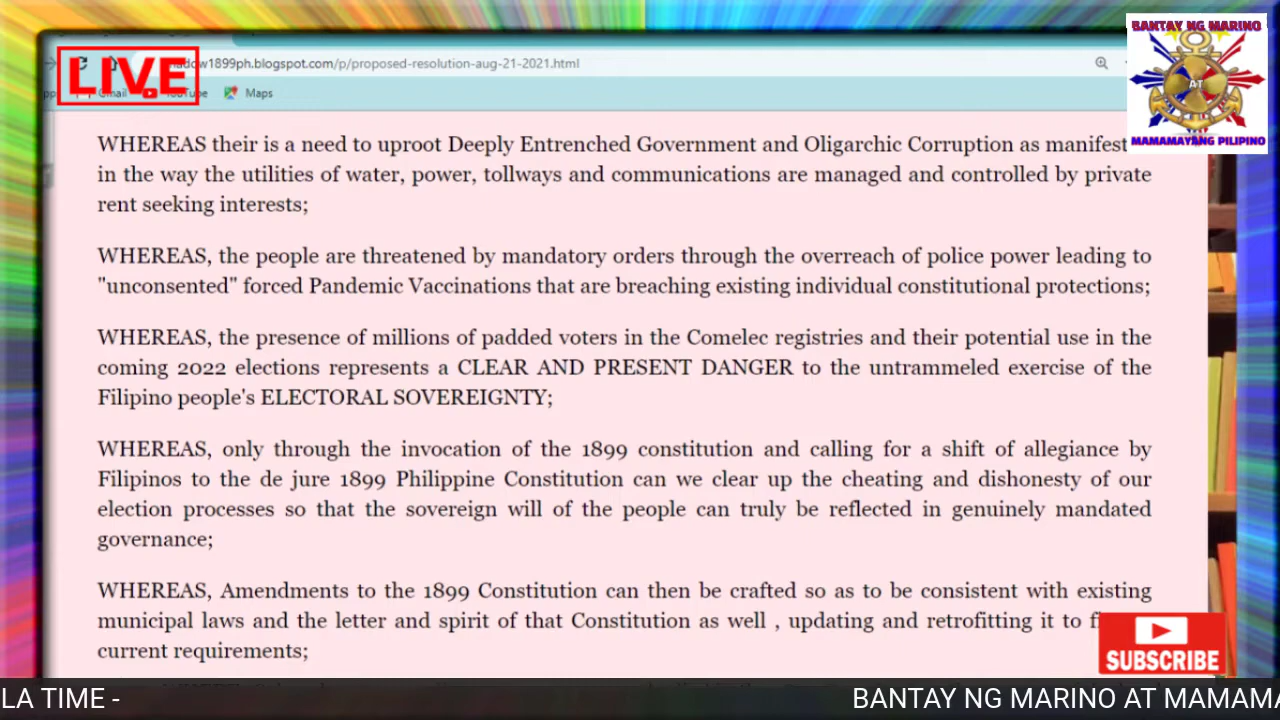 BANTAY NG MARINO
AT
MAMAMAYANG PILIPINO
LIVE
adow1899ph.blogspot.com/p/proposed-resolution-aug-21-2021.html
Gmail YouTube Maps
WHEREAS their is a need to uproot Deeply Entrenched Government and Oligarchic Corruption as manifest
in the way the utilities of water, power, tollways and communications are managed and controlled by private
rent seeking interests;
WHEREAS, the people are threatened by mandatory orders through the overreach of police power leading to
"unconsented" forced Pandemic Vaccinations that are breaching existing individual constitutional protections;
WHEREAS, the presence of millions of padded voters in the Comelec registries and their potential use in the
coming 2022 elections represents a CLEAR AND PRESENT DANGER to the untrammeled exercise of the
Filipino people's ELECTORAL SOVEREIGNTY;
WHEREAS, only through the invocation of the 1899 constitution and calling for a shift of allegiance by
Filipinos to the de jure 1899 Philippine Constitution can we clear up the cheating and dishonesty of our
election processes so that the sovereign will of the people can truly be reflected in genuinely mandated
governance;
WHEREAS, Amendments to the 1899 Constitution can then be crafted so as to be consistent with existing
municipal laws and the letter and spirit of that Constitution as well , updating and retrofitting it to
current requirements;
SUBSCRIBE
LA TIME -
BANTAY NG MARINO AT MAMAMA